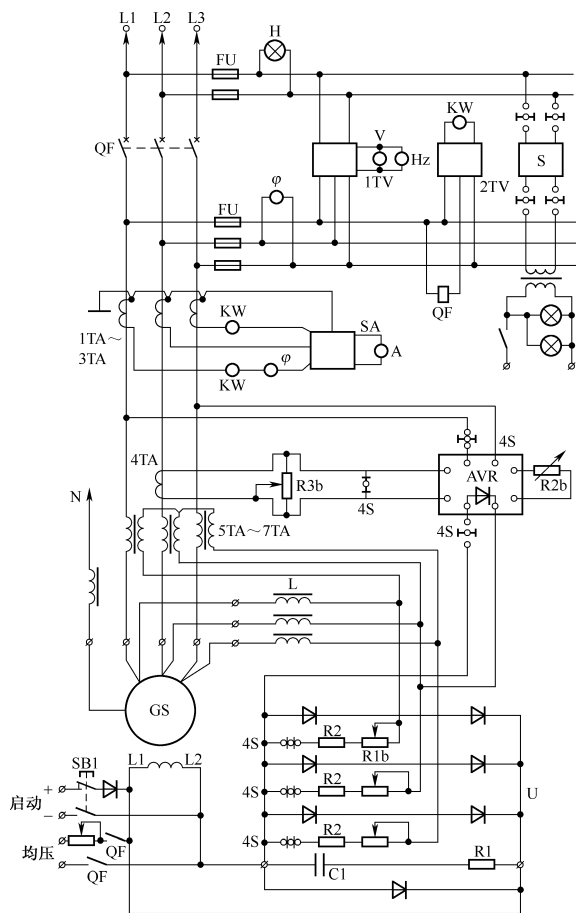 L1 L2 L3
H
FU
KW
QF
V
Hz
S
1TV
2TV
φ
FU
QF
KW
SA
1TA～
3TA
A
KW φ
4TA
4S
N
R3b
AVR
R2b
4S
4S
5TA～7TA
L
GS
4S R2 R1b
SB1
L1 L2
+
启动
−
4S R2
U
均压
QF
4S R2
QF
C1
R1